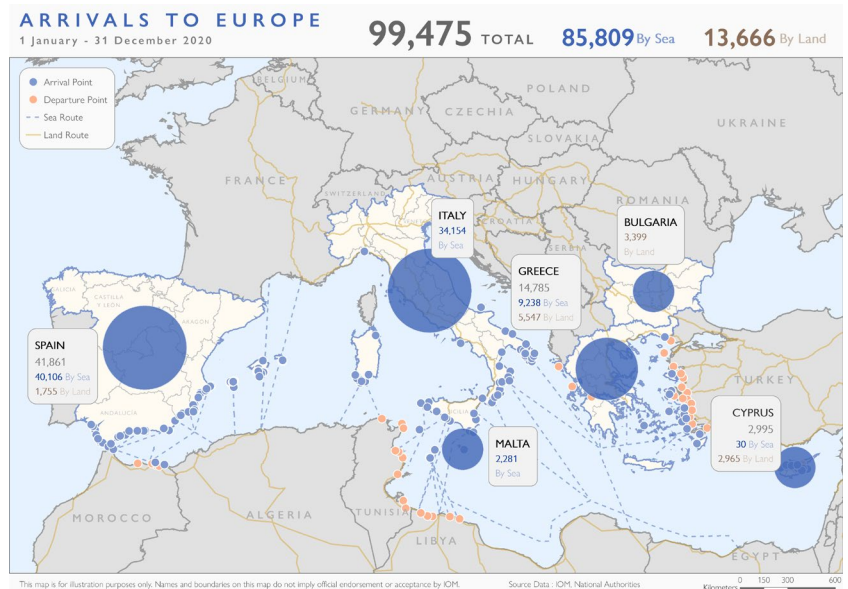 ARRIVALS TO EUROPE
1 January - 31 December 2020
99,475 TOTAL
85,809 By Sea
13,666 By Land
Arrival Point
Departure Point
Sea Route
Land Route
BELGIUM
GERMANY
POLAND
CZECHIA
UKRAINE
SLOVAKIA
FRANCE
SWITZERLAND
AUSTRIA
HUNGARY
ROMANIA
CROATIA
SERBIA
ITALY
34,154
By Sea
BULGARIA
3,399
By Land
GREECE
14,785
9,238 By Sea
5,547 By Land
GALICIA
CASTILLA
Y LEÓN
ARAGON
SPAIN
41,861
40,106 By Sea
1,755 By Land
ANDALUCIA
TURKEY
SICILIA
CYPRUS
2,995
30 By Sea
2,965 By Land
MALTA
2,281
By Sea
MOROCCO
ALGERIA
TUNISIA
LIBYA
EGYPT
This map is for illustration purposes only. Names and boundaries on this map do not imply official endorsement or acceptance by IOM.
Source Data : IOM, National Authorities
0 150 300 600
Kilometers